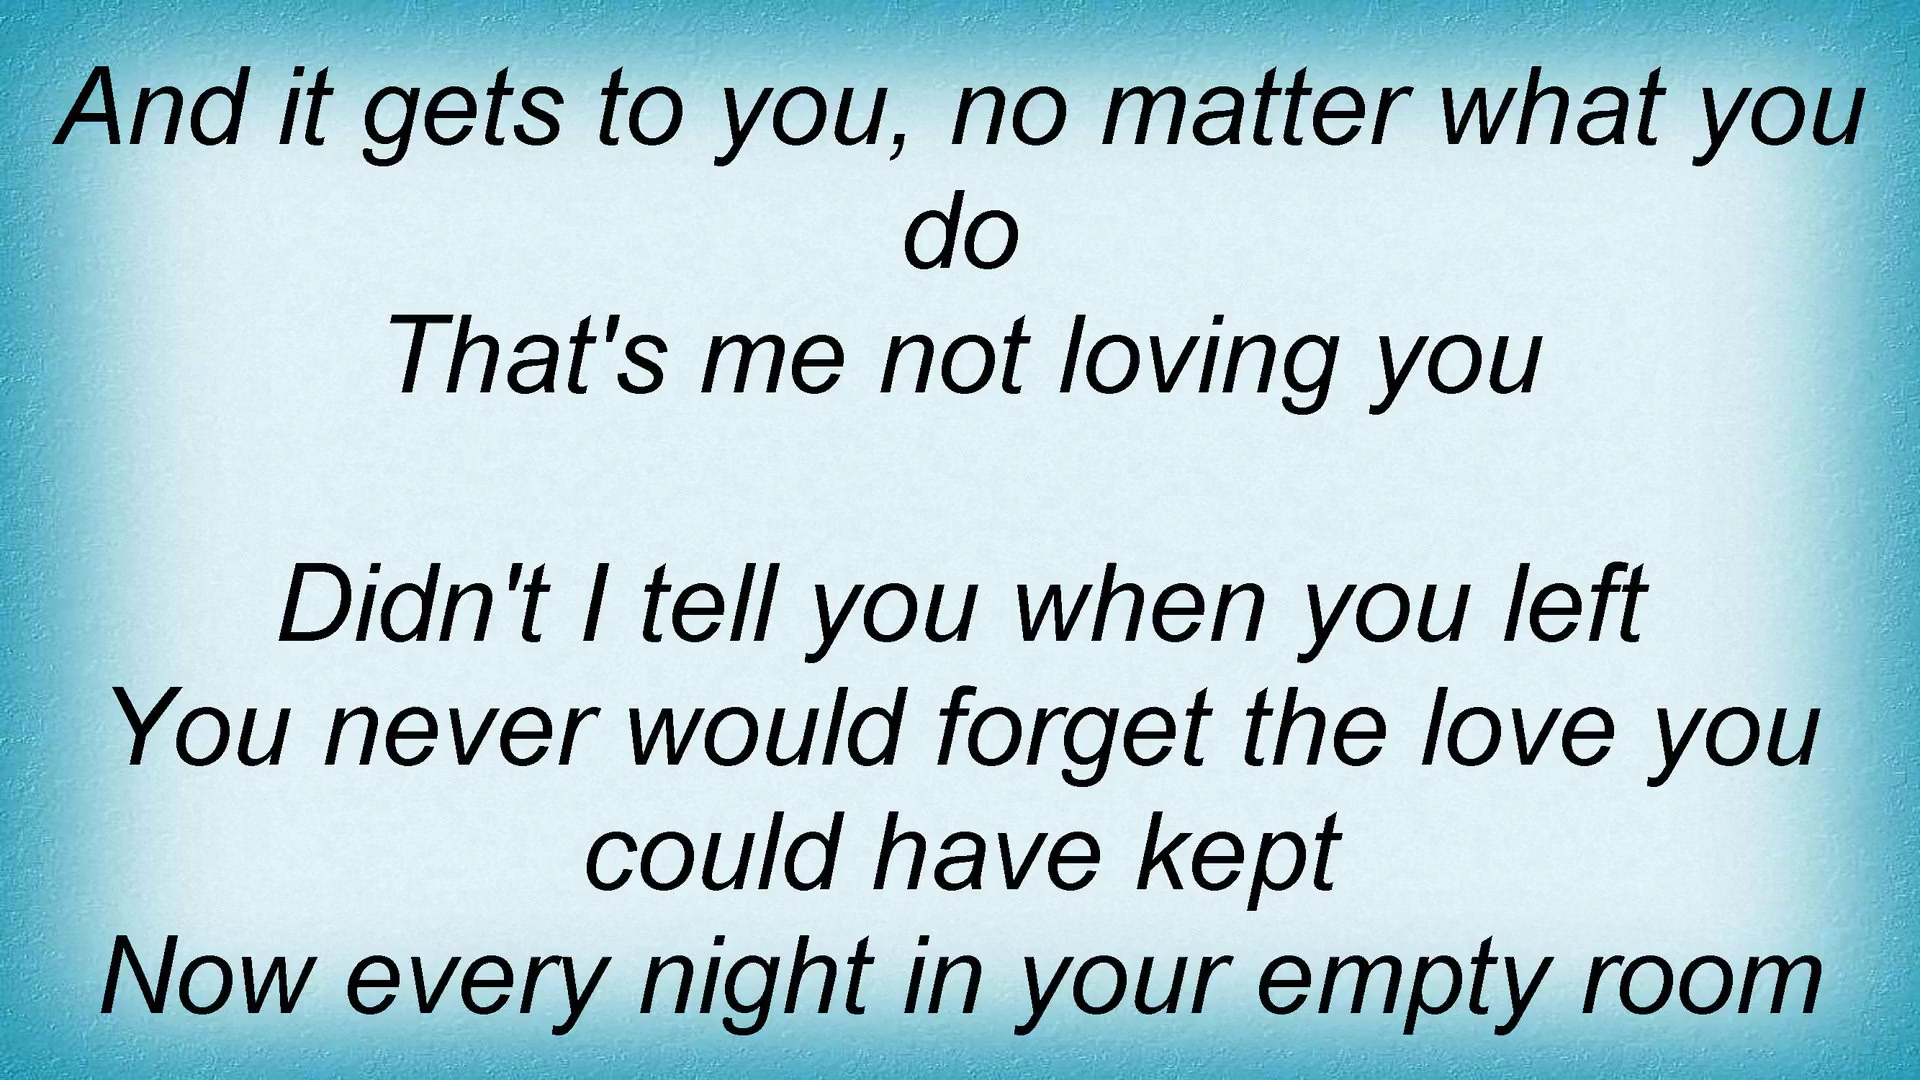 And it gets to you, no matter what you
do
That's me not loving you
Didn't I tell you when you left
You never would forget the love you
could have kept
Now every night in your empty room